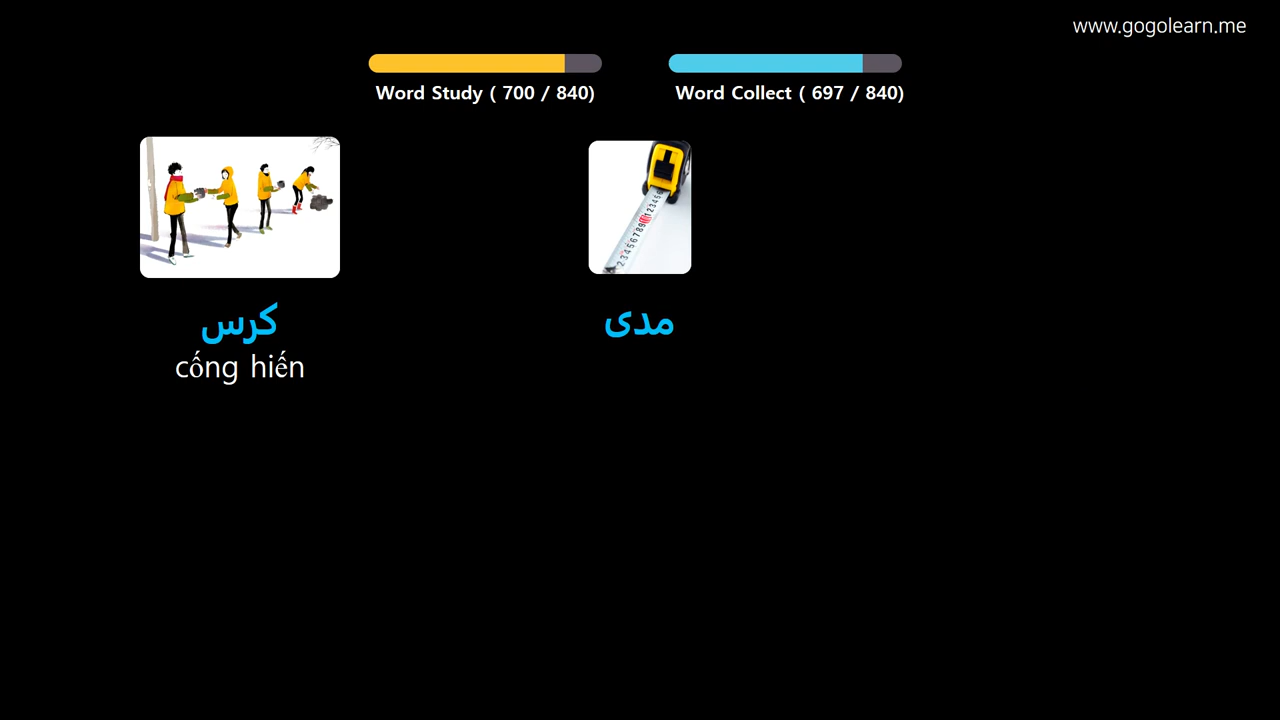 www.gogolearn.me
Word Study ( 700 / 840)
Word Collect ( 697 / 840)
كرس
cống hiến
مدى